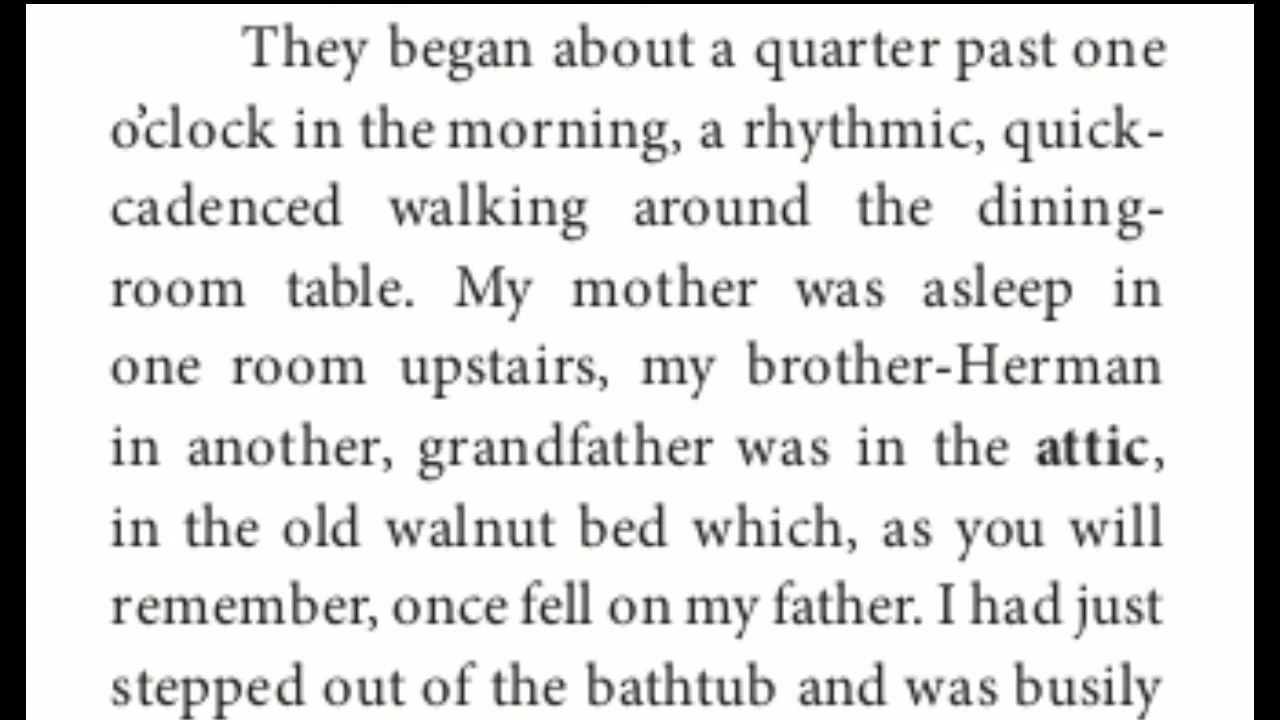 They began about a quarter past one
o’clock in the morning, a rhythmic, quick-
cadenced walking around the dining-
room table. My mother was asleep in
one room upstairs, my brother-Herman
in another, grandfather was in the attic,
in the old walnut bed which, as you will
remember, once fell on my father. I had just
stepped out of the bathtub and was busily